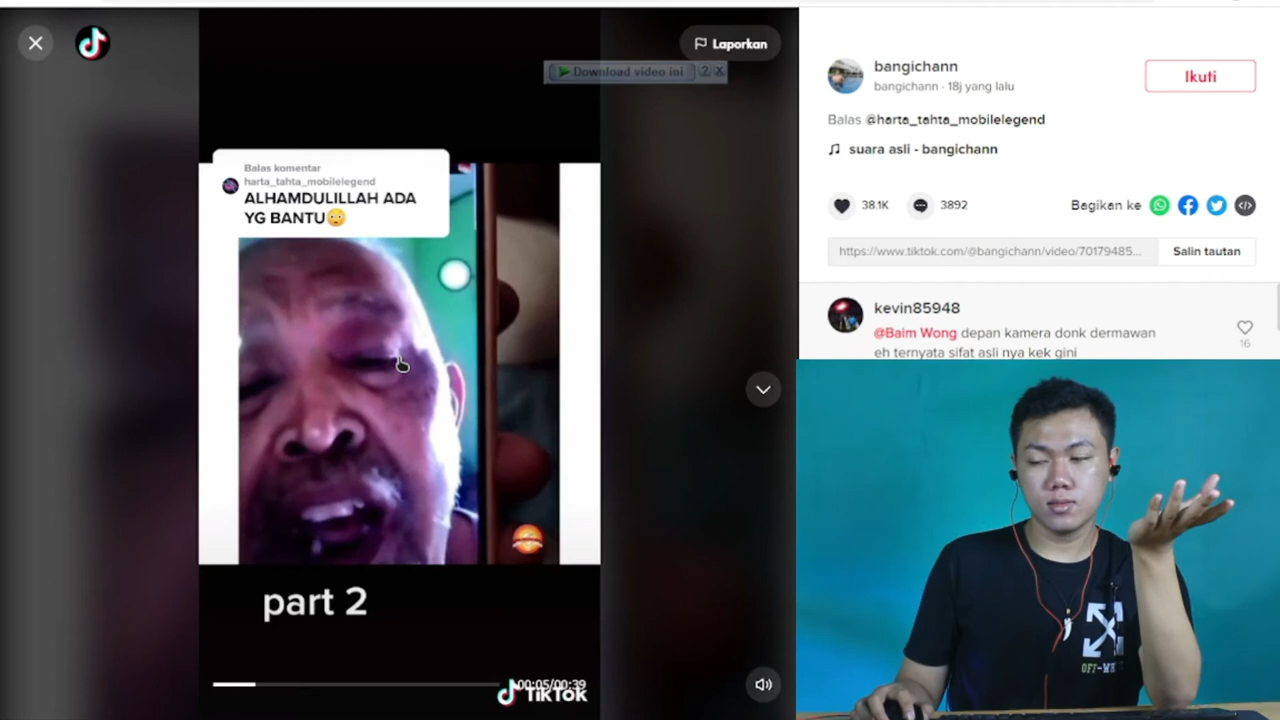 Laporkan
Download video ini ? X
Balas komentar
harta_tahta_mobilelegend
ALHAMDULILLAH ADA
YG BANTU😳
part 2
00:05/00:39
TikTok
bangichann
bangichann · 18j yang lalu
Ikuti
Balas @harta_tahta_mobilelegend
suara asli - bangichann
38.1K
3892
Bagikan ke
https://www.tiktok.com/@bangichann/video/70179485...
Salin tautan
kevin85948
@Baim Wong depan kamera donk dermawan
eh ternyata sifat asli nya kek gini
16